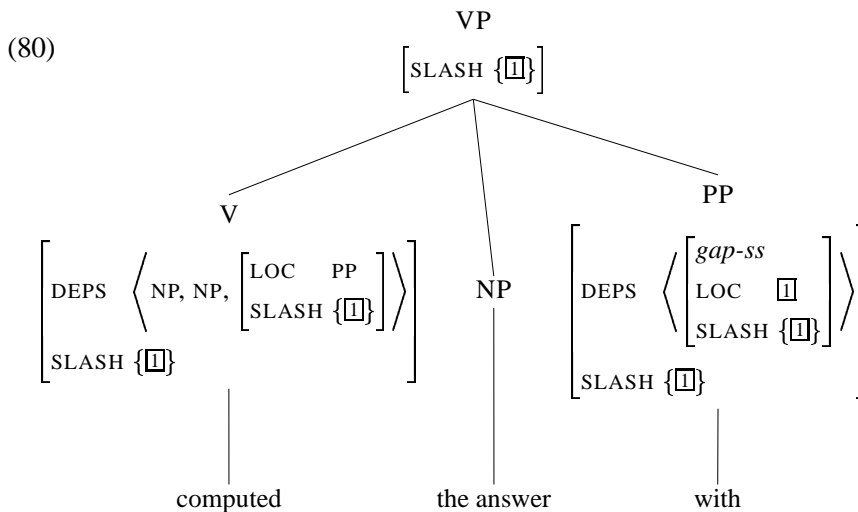 VP
(80)
[SLASH {1}]
V
PP
gap-ss
LOC PP
DEPS ⟨NP, NP, [SLASH {1}]⟩
NP
DEPS ⟨[LOC 1]⟩
SLASH {1}
SLASH {1}
SLASH {1}
computed the answer with